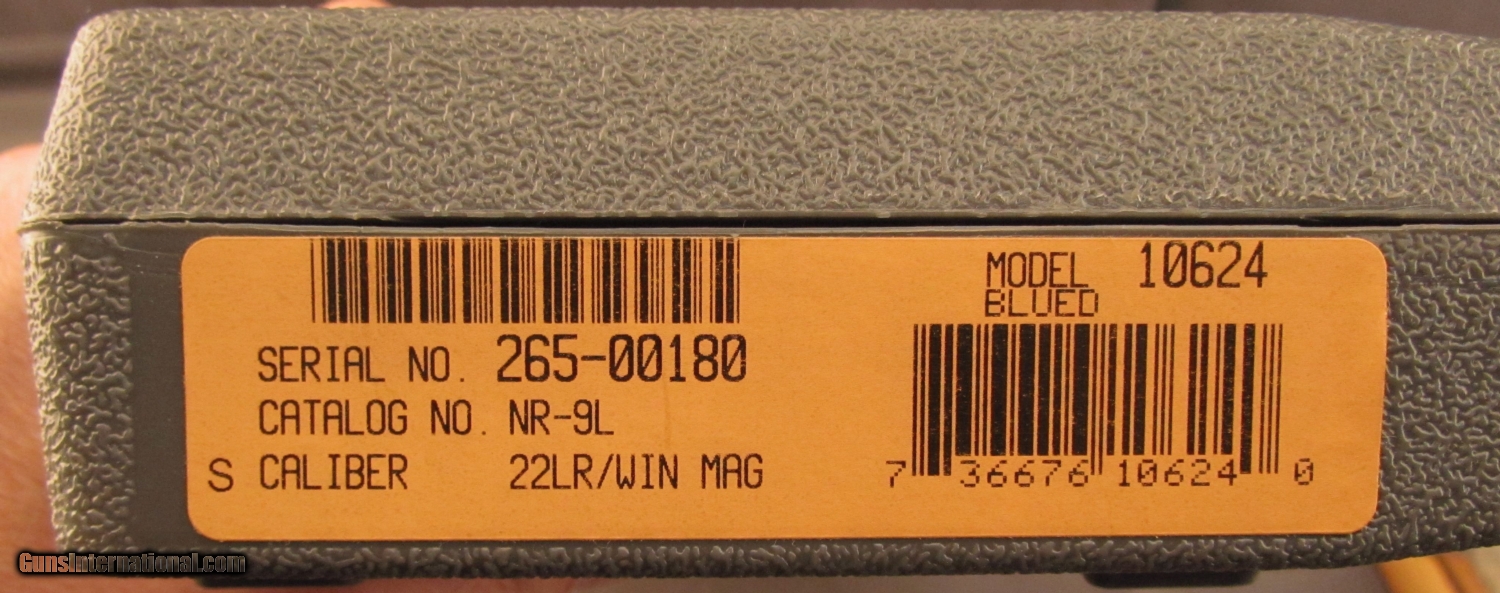 MODEL 10624
BLUED
SERIAL NO. 265-00180
CATALOG NO. NR-9L
S CALIBER 22LR/WIN MAG
7 36676 10624 0
GunsInternational.com